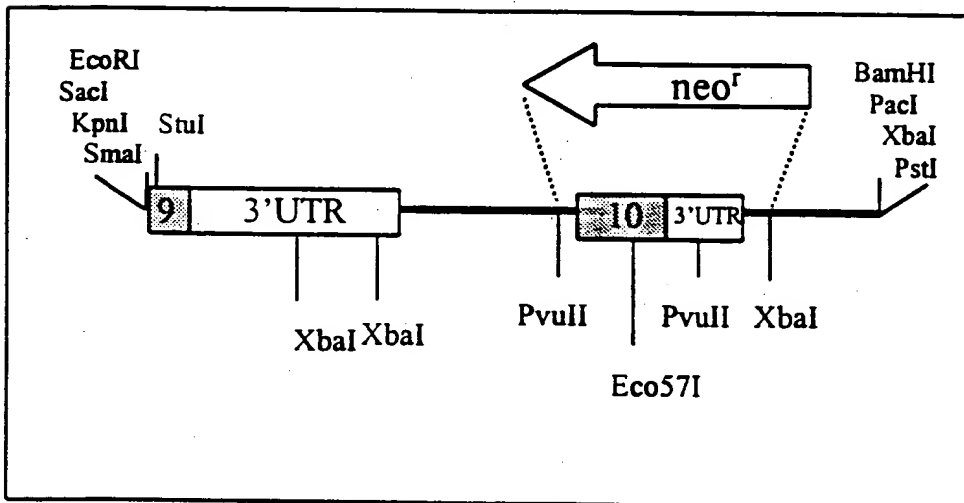 EcoRI
SacI
KpnI
SmaI
StuI
neoʳ
BamHI
PacI
XbaI
PstI
9
3'UTR
10
3'UTR
XbaI
XbaI
PvuII
PvuII
XbaI
Eco57I